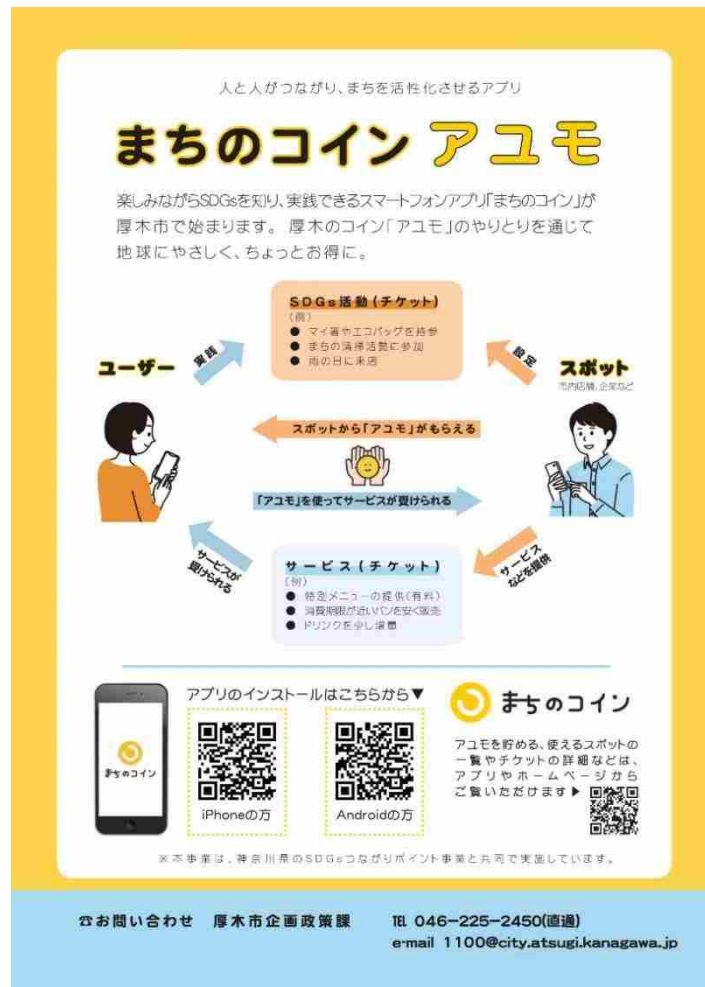 人と人がつながり、まちを活性化させるアプリ
まちのコイン アユモ
楽しみながらSDGsを知り、実践できるスマートフォンアプリ「まちのコイン」が
厚木市で始まります。厚木のコイン「アユモ」のやりとりを通じて
地球にやさしく、ちょっとお得に。
SDGs活動(チケット)
(例)
● マイ箸やエコバッグを持参
● まちの清掃活動に参加
● 雨の日に来店
実践
設定
ユーザー
スポット
市内店舗、企業など
スポットから「アユモ」がもらえる
「アユモ」を使ってサービスが受けられる
サービスが
受けられる
サービス
などを提供
サービス(チケット)
(例)
● 特別メニューの提供(有料)
● 消費期限が近いパンを安く販売
● ドリンクを少し増量
アプリのインストールはこちらから▼
iPhoneの方
Androidの方
まちのコイン
まちのコイン
アユモを貯める、使えるスポットの
一覧やチケットの詳細などは、
アプリやホームページから
ご覧いただけます▶
※本事業は、神奈川県のSDGsつながりポイント事業と共同で実施しています。
☎お問い合わせ 厚木市企画政策課
℡ 046-225-2450(直通)
e-mail 1100@city.atsugi.kanagawa.jp